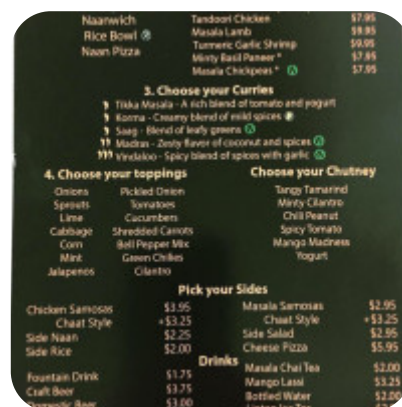 Naanwich
Rice Bowl
Naan Pizza
Tandoori Chicken $7.95
Masala Lamb $9.95
Turmeric Garlic Shrimp $9.95
Minty Basil Paneer * $7.95
Masala Chickpeas * $7.95
3. Choose your Curries
Tikka Masala - A rich blend of tomato and yogurt
Korma - Creamy blend of mild spices
Saag - Blend of leafy greens
Madras - Zesty flavor of coconut and spices
Vindaloo - Spicy blend of spices with garlic
4. Choose your toppings
Onions Pickled Onion
Sprouts Tomatoes
Lime Cucumbers
Cabbage Shredded Carrots
Corn Bell Pepper Mix
Mint Green Chilies
Jalapenos Cilantro
Choose your Chutney
Tangy Tamarind
Minty Cilantro
Chili Peanut
Spicy Tomato
Mango Madness
Yogurt
Pick your Sides
Chicken Samosas $3.95
Chaat Style +$3.25
Side Naan $2.25
Side Rice $2.00
Masala Samosas $2.95
Chaat Style +$3.25
Side Salad $2.95
Cheese Pizza $5.95
Drinks
Fountain Drink $1.75
Craft Beer $3.75
Domestic Beer $3.00
Masala Chai Tea $2.00
Mango Lassi $3.25
Bottled Water $2.00